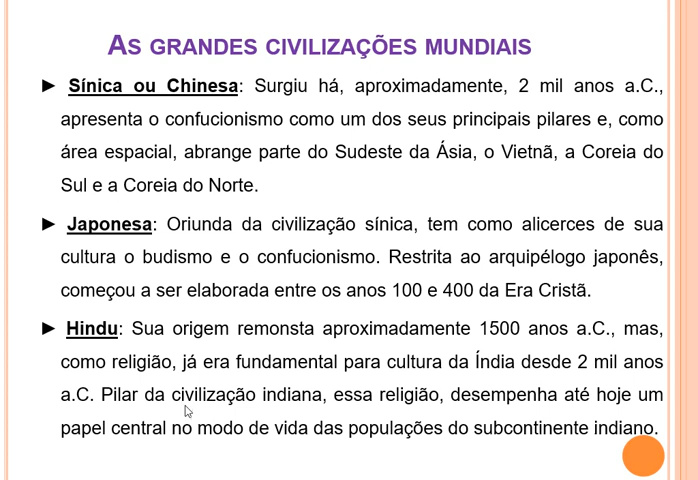 AS GRANDES CIVILIZAÇÕES MUNDIAIS
► Sínica ou Chinesa: Surgiu há, aproximadamente, 2 mil anos a.C.,
apresenta o confucionismo como um dos seus principais pilares e, como
área espacial, abrange parte do Sudeste da Ásia, o Vietnã, a Coreia do
Sul e a Coreia do Norte.
► Japonesa: Oriunda da civilização sínica, tem como alicerces de sua
cultura o budismo e o confucionismo. Restrita ao arquipélogo japonês,
começou a ser elaborada entre os anos 100 e 400 da Era Cristã.
► Hindu: Sua origem remonsta aproximadamente 1500 anos a.C., mas,
como religião, já era fundamental para cultura da Índia desde 2 mil anos
a.C. Pilar da civilização indiana, essa religião, desempenha até hoje um
papel central no modo de vida das populações do subcontinente indiano.